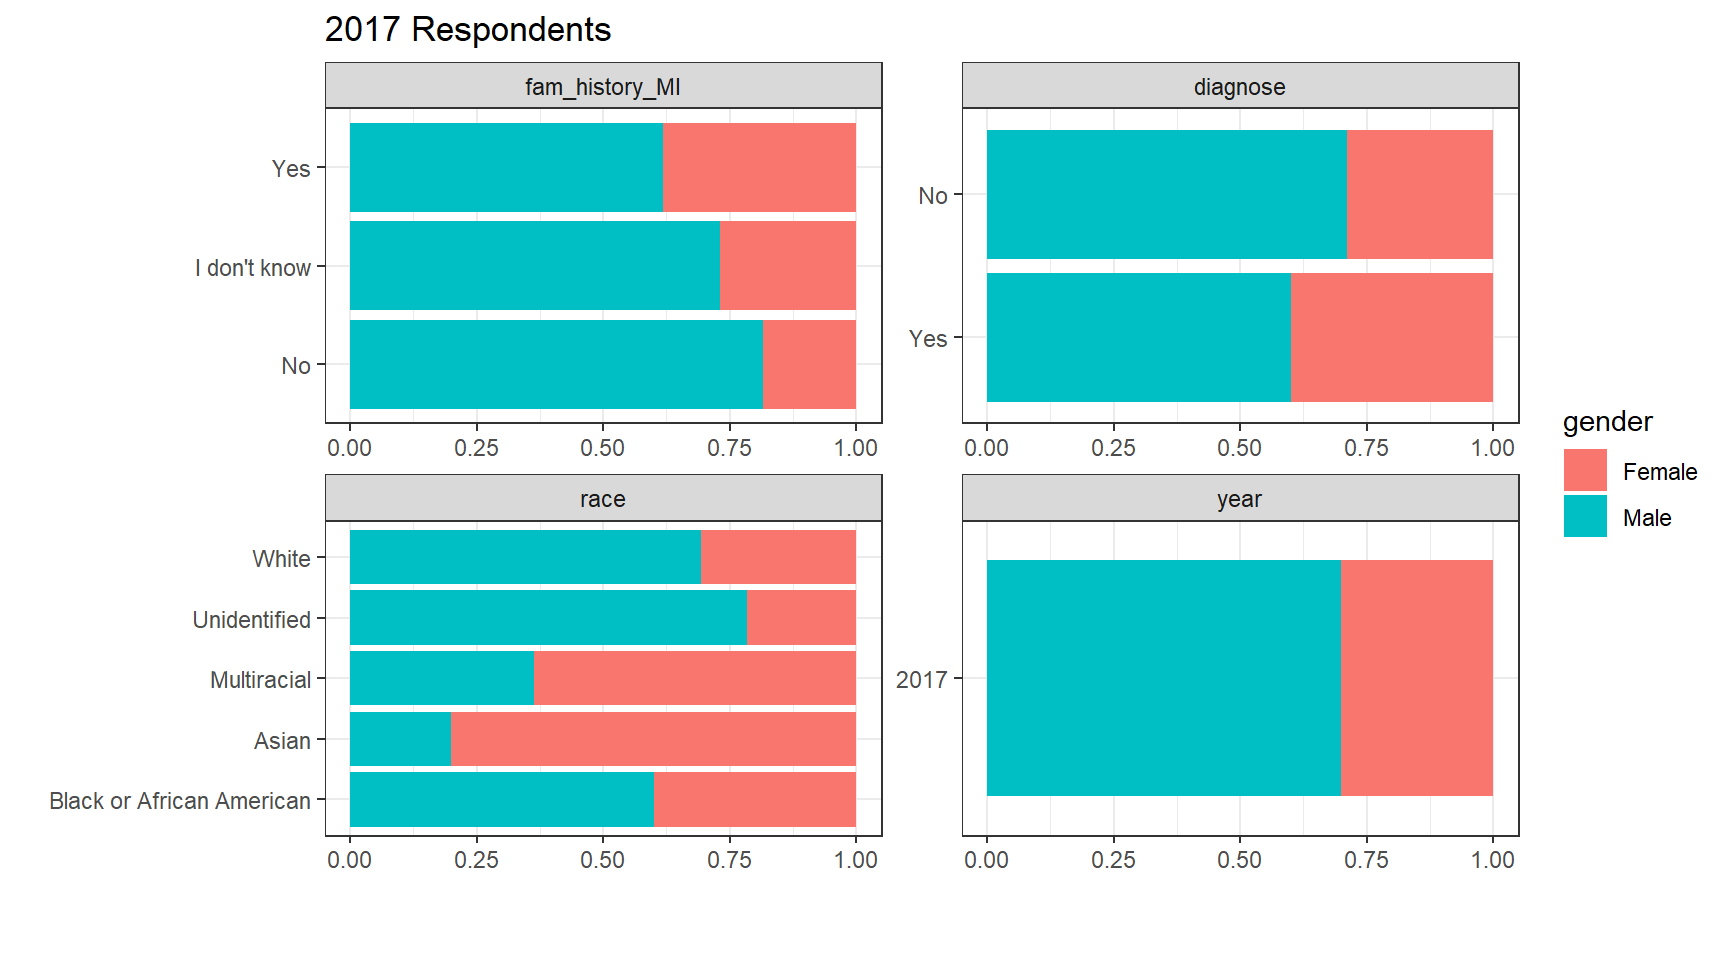 2017 Respondents
fam_history_MI
Yes
I don't know
No
0.00 0.25 0.50 0.75 1.00
diagnose
No
Yes
0.00 0.25 0.50 0.75 1.00
race
White
Unidentified
Multiracial
Asian
Black or African American
0.00 0.25 0.50 0.75 1.00
year
2017
0.00 0.25 0.50 0.75 1.00
gender
Female
Male